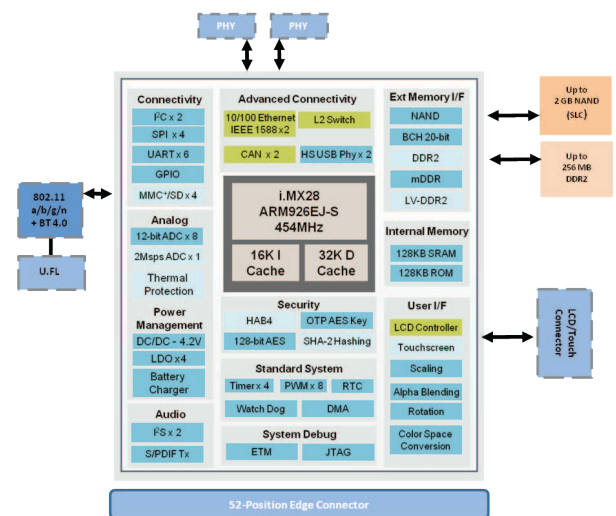 PHY
PHY
Connectivity
I²C x 2
SPI x 4
UART x 6
GPIO
MMC⁺/SD x 4
Analog
12-bit ADC x 8
2Msps ADC x 1
Thermal
Protection
Power
Management
DC/DC - 4.2V
LDO x4
Battery
Charger
Audio
I²S x 2
S/PDIF Tx
Advanced Connectivity
10/100 Ethernet
IEEE 1588 x2
L2 Switch
CAN x 2
HS USB Phy x 2
i.MX28
ARM926EJ-S
454MHz
16K I
Cache
32K D
Cache
Security
HAB4
OTP AES Key
128-bit AES
SHA-2 Hashing
Standard System
Timer x 4
PWM x 8
RTC
Watch Dog
DMA
System Debug
ETM
JTAG
Ext Memory I/F
NAND
BCH 20-bit
DDR2
mDDR
LV-DDR2
Internal Memory
128KB SRAM
128KB ROM
User I/F
LCD Controller
Touchscreen
Scaling
Alpha Blending
Rotation
Color Space
Conversion
802.11
a/b/g/n
+ BT 4.0
U.FL
Up to
2 GB NAND
(SLC)
Up to
256 MB
DDR2
LCD/Touch
Connector
52-Position Edge Connector